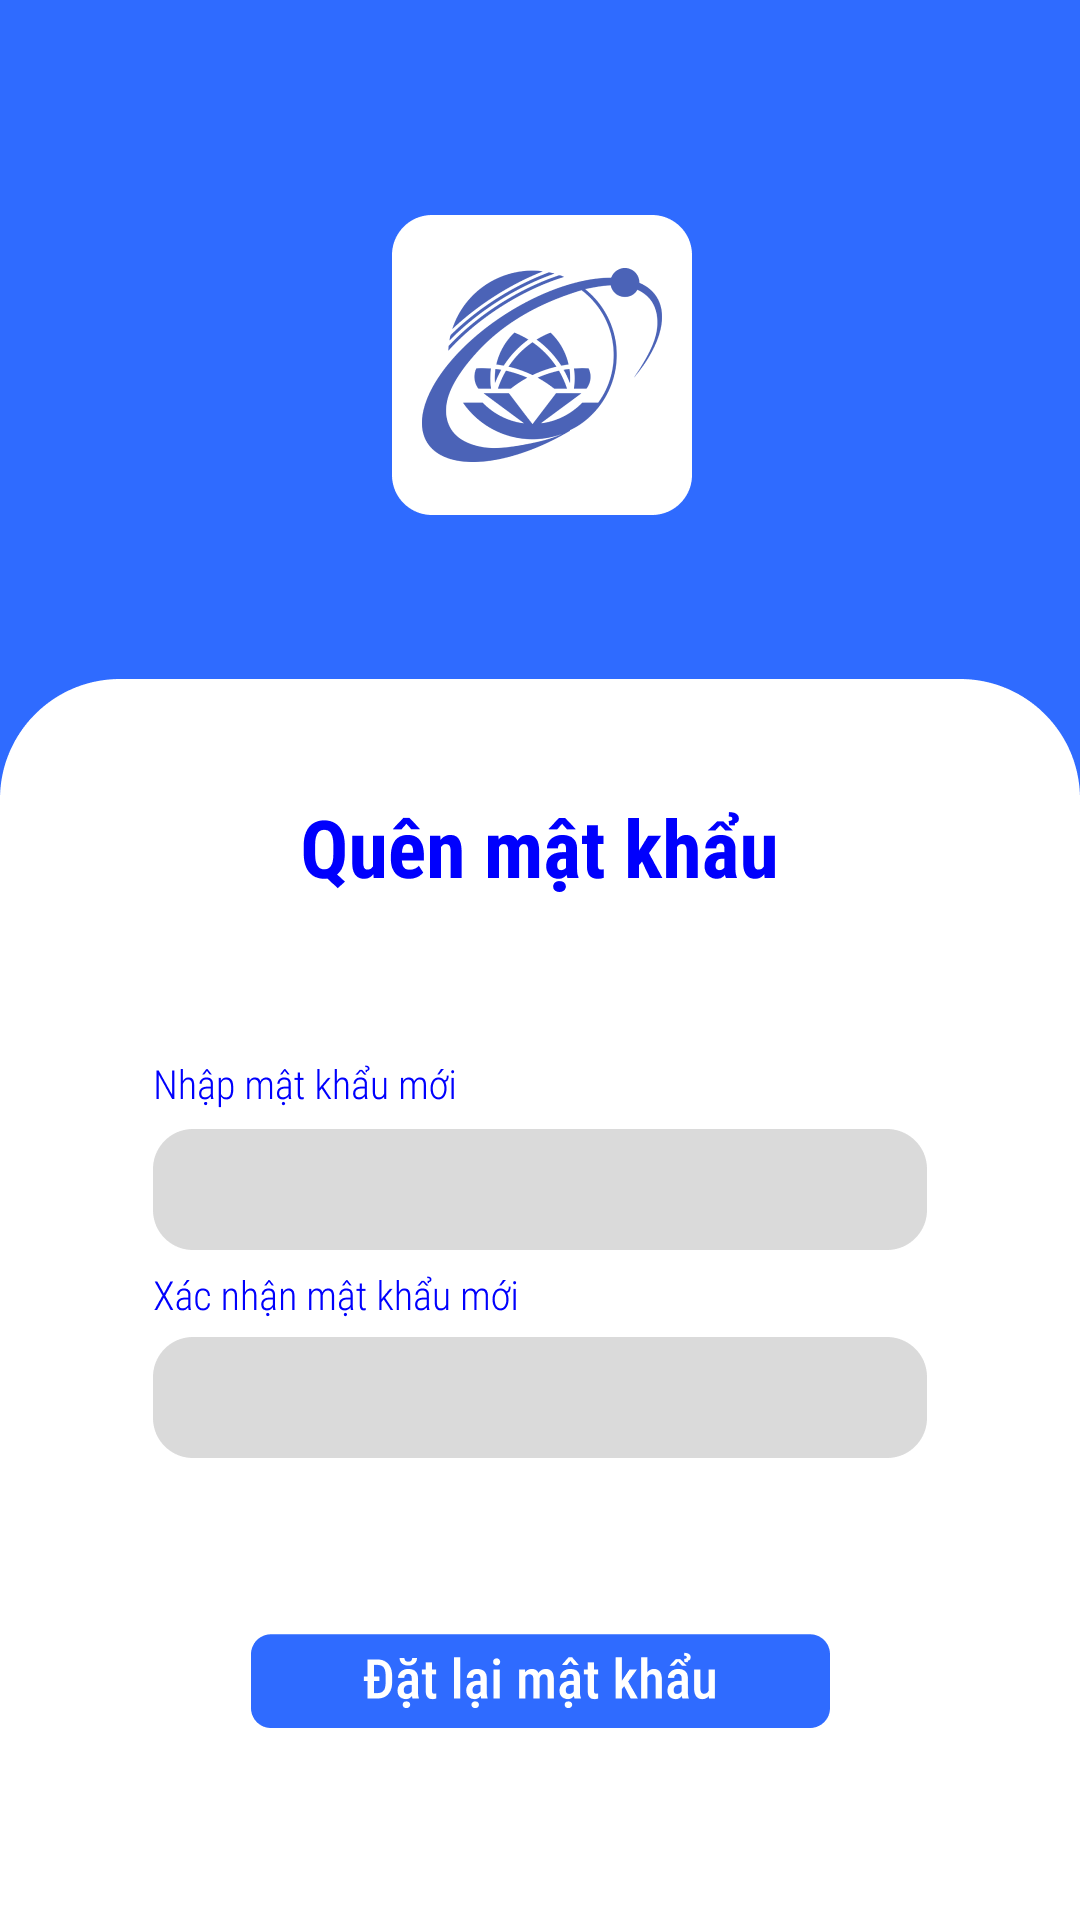 Quên mật khẩu
Nhập mật khẩu mới
Xác nhận mật khẩu mới
Đặt lại mật khẩu